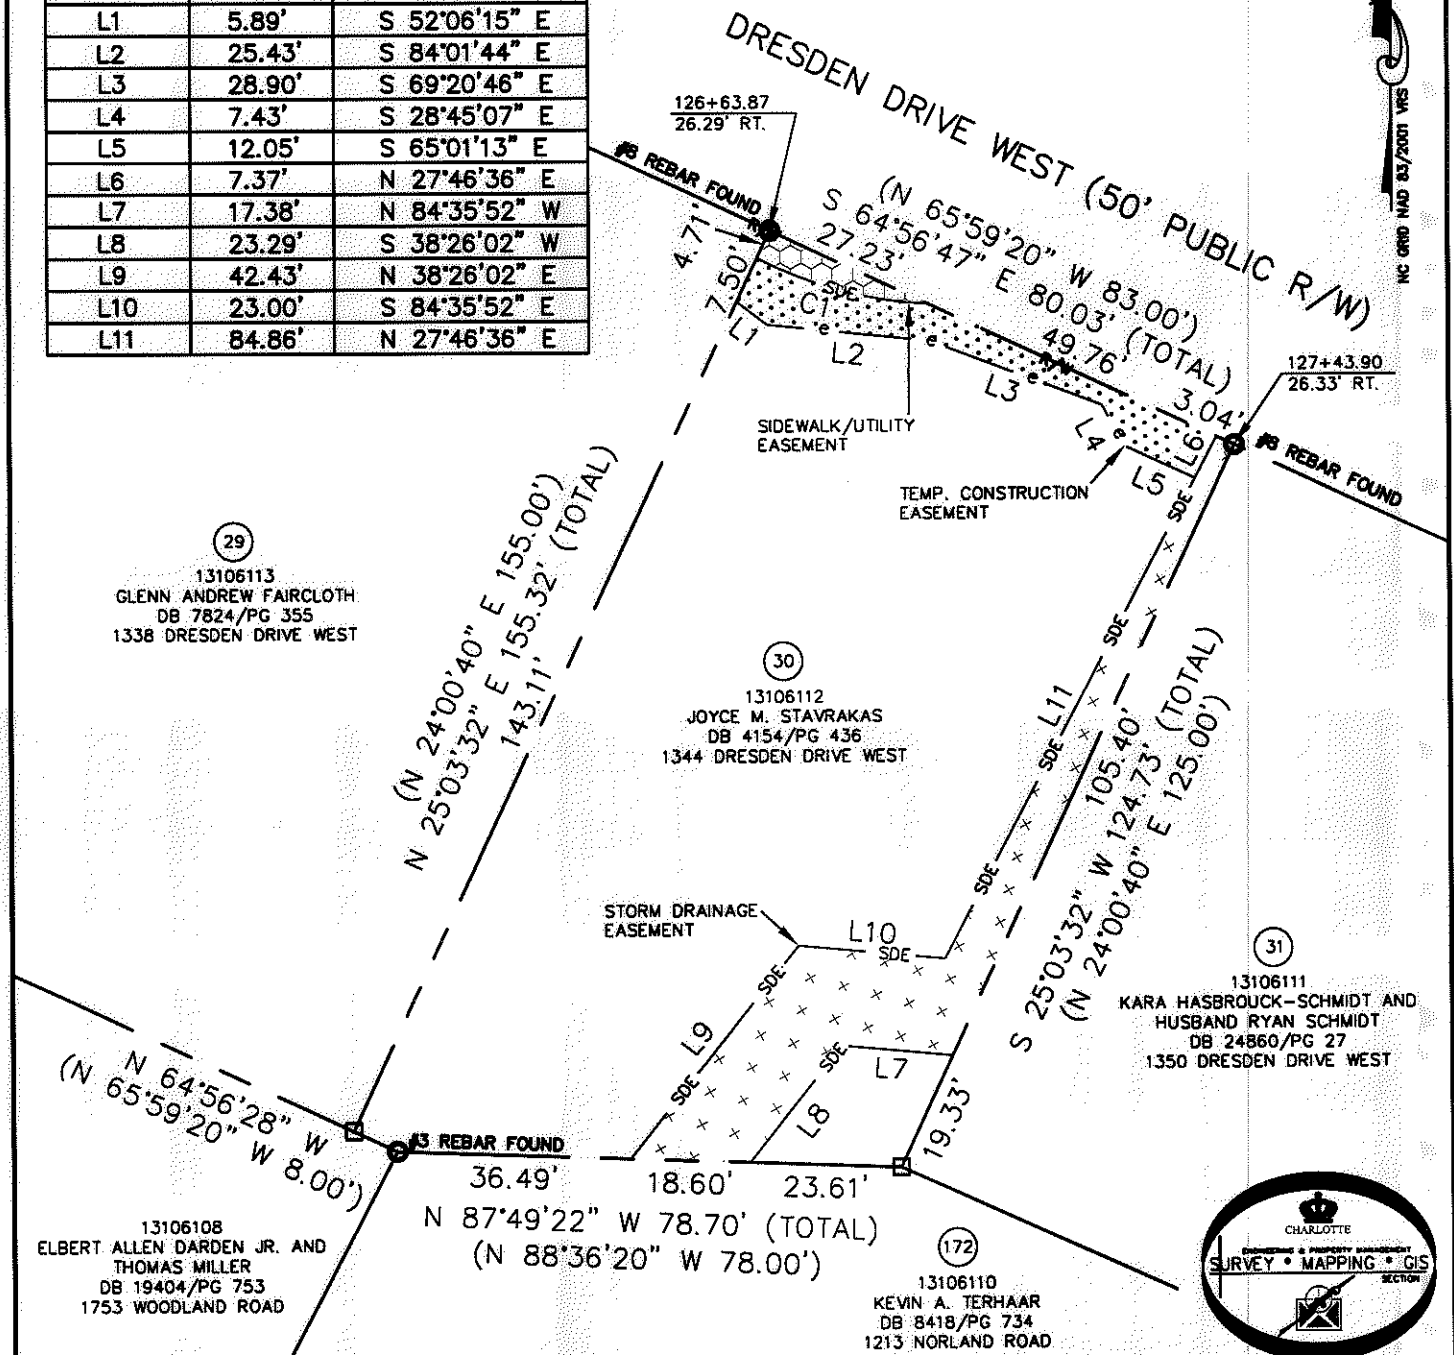 L1 5.89' S 52°06'15" E
L2 25.43' S 84°01'44" E
L3 28.90' S 69°20'46" E
L4 7.43' S 28°45'07" E
L5 12.05' S 65°01'13" E
L6 7.37' N 27°46'36" E
L7 17.38' N 84°35'52" W
L8 23.29' S 38°26'02" W
L9 42.43' N 38°26'02" E
L10 23.00' S 84°35'52" E
L11 84.86' N 27°46'36" E
DRESDEN DRIVE WEST (50' PUBLIC R/W)
NC GRID NAD 83/2001 VRS
126+63.87
26.29' RT.
#8 REBAR FOUND
(N 65°59'20" W 83.00')
S 64°56'47" E 80.03' (TOTAL)
27.23'
49.76'
3.04'
R/W
4.71'
7.50'
SDE
C1
L1
e
L2
e
L3
e
L4
e
L5
L6
127+43.90
26.33' RT.
#8 REBAR FOUND
SIDEWALK/UTILITY
EASEMENT
TEMP. CONSTRUCTION
EASEMENT
29
13106113
GLENN ANDREW FAIRCLOTH
DB 7824/PG 355
1338 DRESDEN DRIVE WEST
(N 24°00'40" E 155.00')
N 25°03'32" E 155.32' (TOTAL)
143.11'
30
13106112
JOYCE M. STAVRAKAS
DB 4154/PG 436
1344 DRESDEN DRIVE WEST
SDE
SDE
L11
SDE
SDE
105.40'
S 25°03'32" W 124.73' (TOTAL)
(N 24°00'40" E 125.00')
STORM DRAINAGE
EASEMENT
L10
SDE
SDE
L9
SDE
SDE
L7
L8
19.33'
31
13106111
KARA HASBROUCK-SCHMIDT AND
HUSBAND RYAN SCHMIDT
DB 24860/PG 27
1350 DRESDEN DRIVE WEST
N 64°56'28" W
(N 65°59'20" W 8.00')
#3 REBAR FOUND
36.49' 18.60' 23.61'
N 87°49'22" W 78.70' (TOTAL)
(N 88°36'20" W 78.00')
13106108
ELBERT ALLEN DARDEN JR. AND
THOMAS MILLER
DB 19404/PG 753
1753 WOODLAND ROAD
172
13106110
KEVIN A. TERHAAR
DB 8418/PG 734
1213 NORLAND ROAD
CHARLOTTE
ENGINEERING & PROPERTY MANAGEMENT
SURVEY • MAPPING • GIS
SECTION